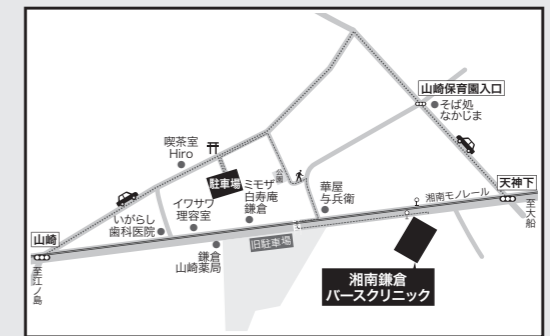 山崎保育園入口
そば処
なかじま
喫茶室
Hiro
駐車場
公園
ミモザ
白寿庵
鎌倉
華屋
与兵衛
天神下
湘南モノレール
至大船
イワサワ
理容室
いがらし
歯科医院
山崎
至江ノ島
鎌倉
山崎薬局
旧駐車場
湘南鎌倉
バースクリニック